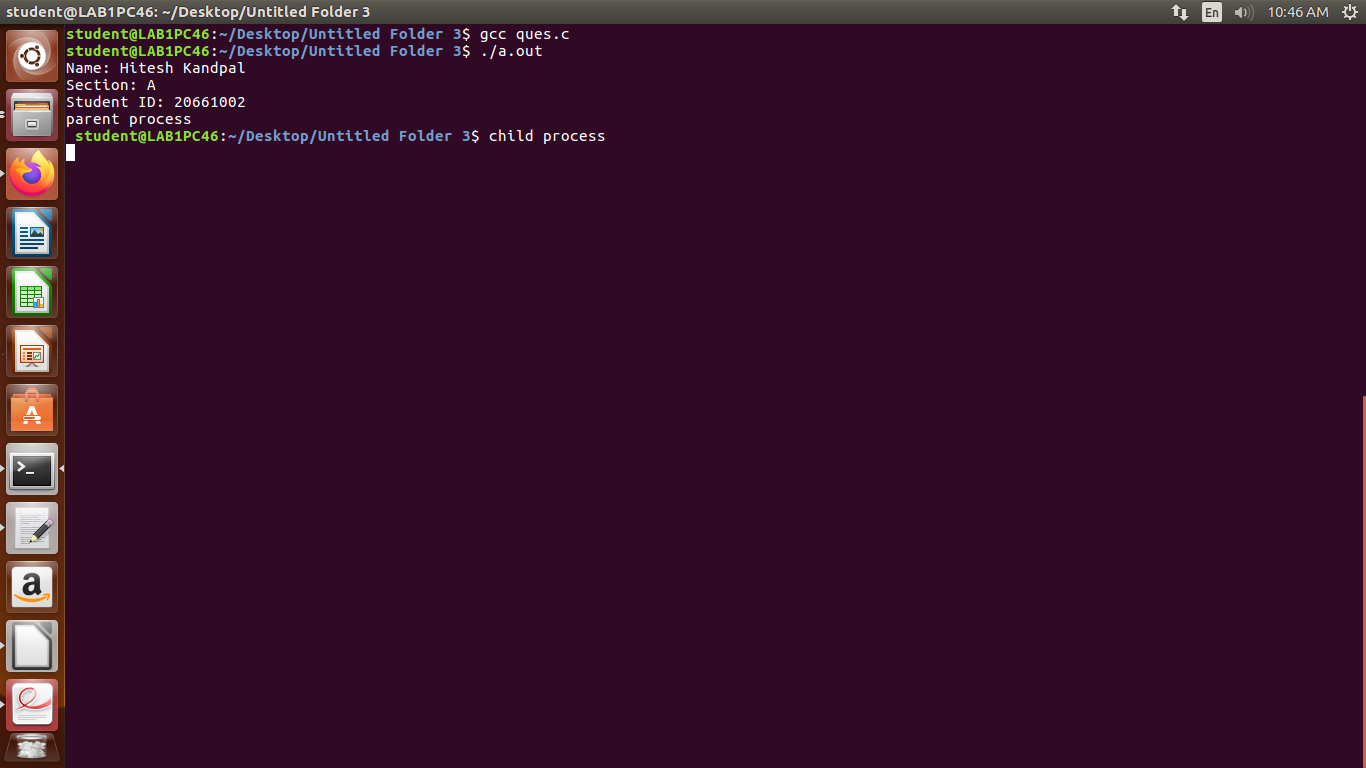 student@LAB1PC46: ~/Desktop/Untitled Folder 3
En
10:46 AM
student@LAB1PC46:~/Desktop/Untitled Folder 3$ gcc ques.c
student@LAB1PC46:~/Desktop/Untitled Folder 3$ ./a.out
Name: Hitesh Kandpal
Section: A
Student ID: 20661002
parent process
student@LAB1PC46:~/Desktop/Untitled Folder 3$ child process
A
>_
a